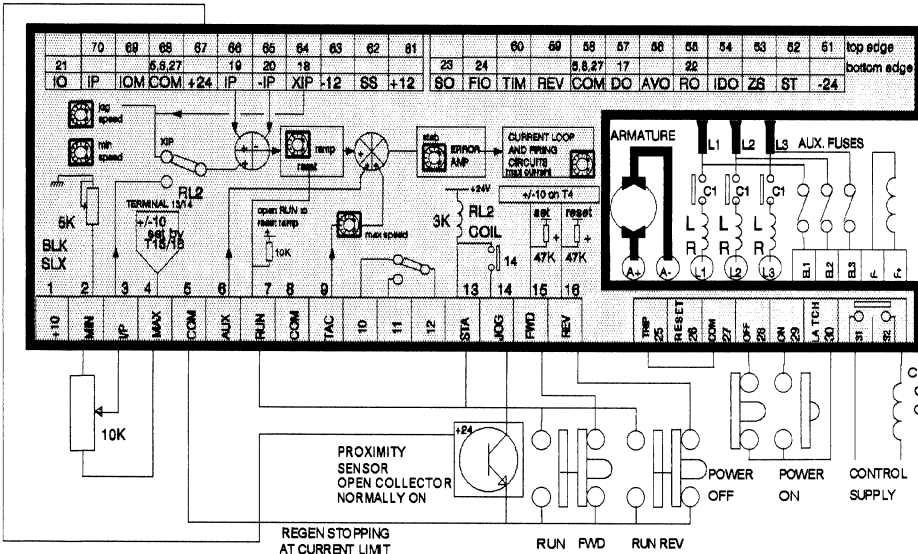 70 69 68 67 66 65 64 63 62 61 60 59 58 57 56 55 54 53 52 51 top edge
21 5,8,27 19 20 18 23 24 5,8,27 17 22 bottom edge
IO IP IOM COM +24 IP -IP XIP -12 SS +12 SO FIO TIM REV COM DO AVO RO IDO ZS ST -24
jog
speed
min
speed
XIP
RL2
TERMINAL 13/14
+/-10
set by
T15/16
5K
BLK
SLX
+ -
ramp
reset
open RUN to
reset ramp
10K
max speed
stab
ERROR
AMP
CURRENT LOOP
AND FIRING
CIRCUITS
max current
+24V
3K
RL2
COIL
14
+/-10 on T4
set reset
+ +
47K 47K
ARMATURE
L1 L2 L3 AUX. FUSES
C1 C1 C1
L L L
R R R
A+ A- L1 L2 L3
EL1 EL2 EL3 F- F+
1 2 3 4 5 6 7 8 9 10 11 12 13 14 15 16
+10 MIN I/P MAX COM AUX RUN COM TAC STA JOG FWD REV
TRIP RESET COM OFF ON LATCH
25 26 27 28 29 30 31 32
10K
+24
PROXIMITY
SENSOR
OPEN COLLECTOR
NORMALLY ON
REGEN STOPPING
AT CURRENT LIMIT
RUN FWD
RUN REV
POWER
OFF
POWER
ON
CONTROL
SUPPLY
C